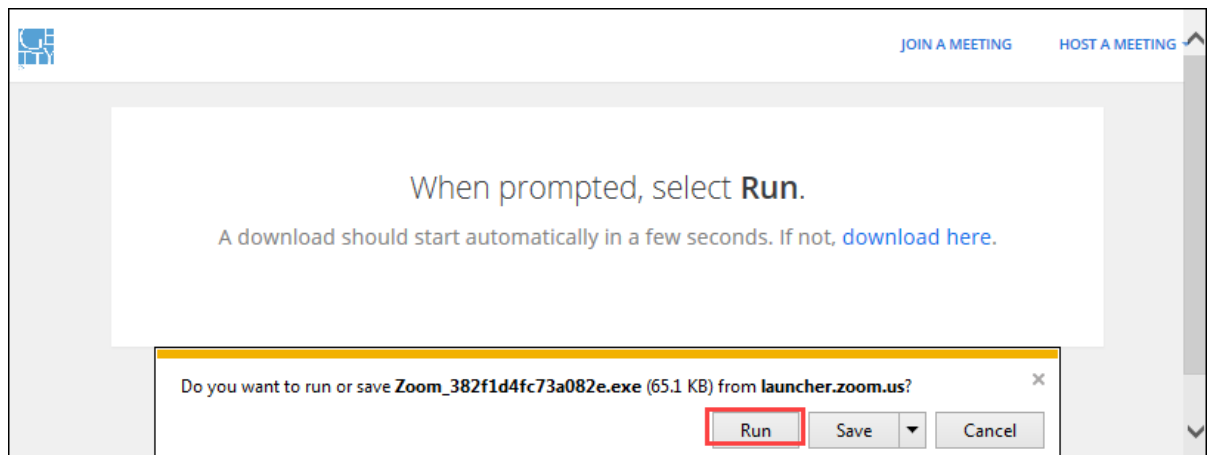 GE
TTY
JOIN A MEETING
HOST A MEETING
When prompted, select Run.
A download should start automatically in a few seconds. If not, download here.
Do you want to run or save Zoom_382f1d4fc73a082e.exe (65.1 KB) from launcher.zoom.us?
Run
Save
Cancel